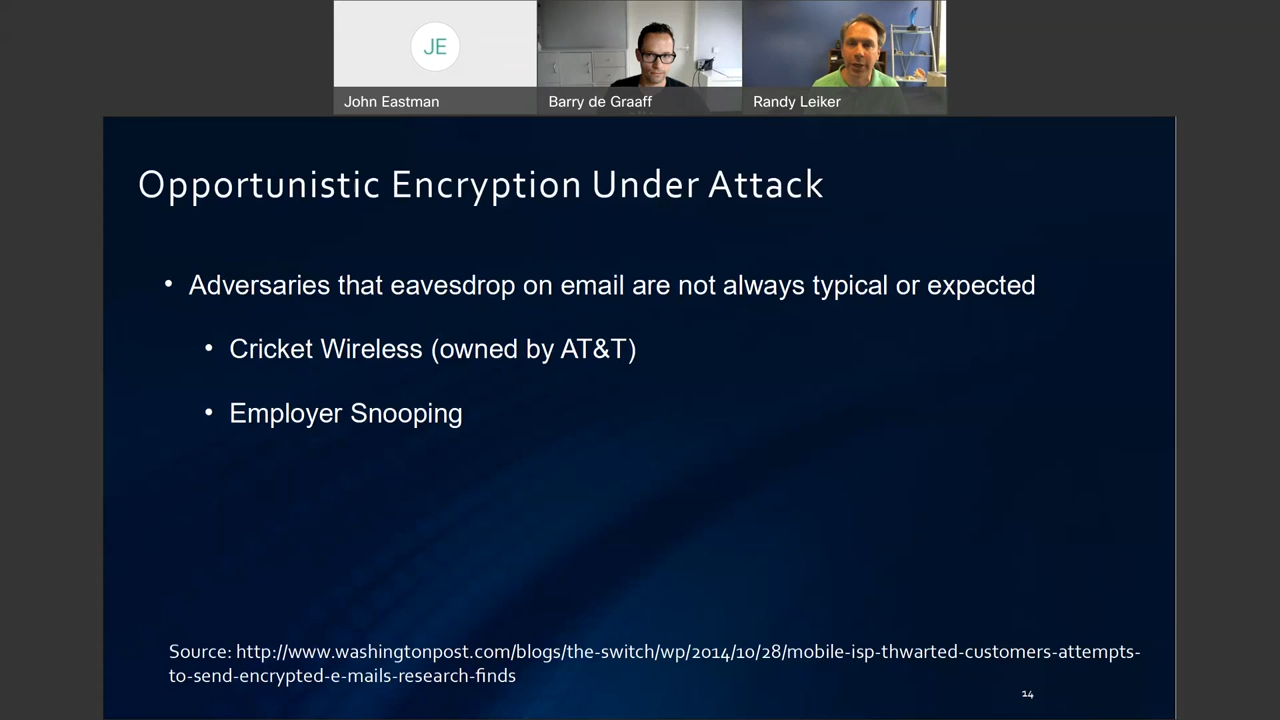 JE
John Eastman
Barry de Graaff
Randy Leiker
Opportunistic Encryption Under Attack
• Adversaries that eavesdrop on email are not always typical or expected
• Cricket Wireless (owned by AT&T)
• Employer Snooping
Source: http://www.washingtonpost.com/blogs/the-switch/wp/2014/10/28/mobile-isp-thwarted-customers-attempts-
to-send-encrypted-e-mails-research-finds
14